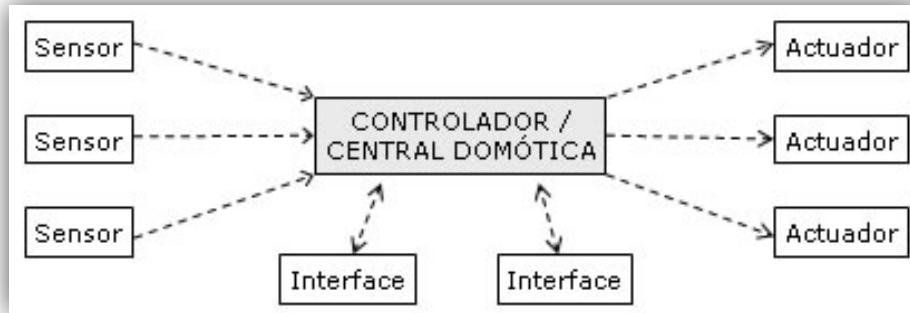 Sensor
Actuador
CONTROLADOR /
CENTRAL DOMÓTICA
Sensor
Actuador
Sensor
Actuador
Interface
Interface